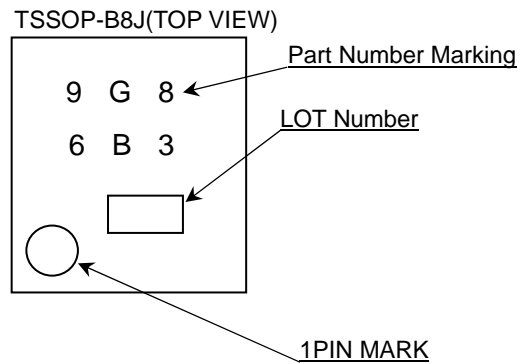 TSSOP-B8J(TOP VIEW)
Part Number Marking
9 G 8
LOT Number
6 B 3
1PIN MARK